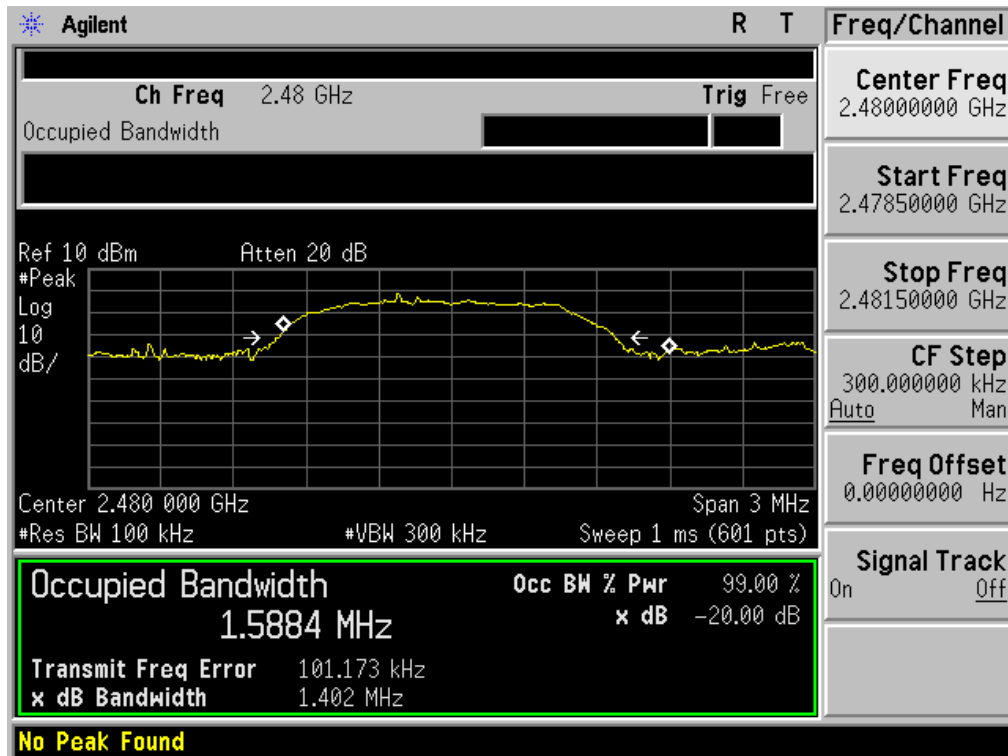 Agilent R T Freq/Channel
Ch Freq 2.48 GHz Trig Free
Occupied Bandwidth
Center Freq
2.48000000 GHz
Start Freq
2.47850000 GHz
Stop Freq
2.48150000 GHz
CF Step
300.000000 kHz
Auto Man
Freq Offset
0.00000000 Hz
Signal Track
On Off
Ref 10 dBm Atten 20 dB
#Peak
Log
10
dB/
Center 2.480 000 GHz Span 3 MHz
#Res BW 100 kHz #VBW 300 kHz Sweep 1 ms (601 pts)
Occupied Bandwidth Occ BW % Pwr 99.00 %
1.5884 MHz x dB -20.00 dB
Transmit Freq Error 101.173 kHz
x dB Bandwidth 1.402 MHz
No Peak Found